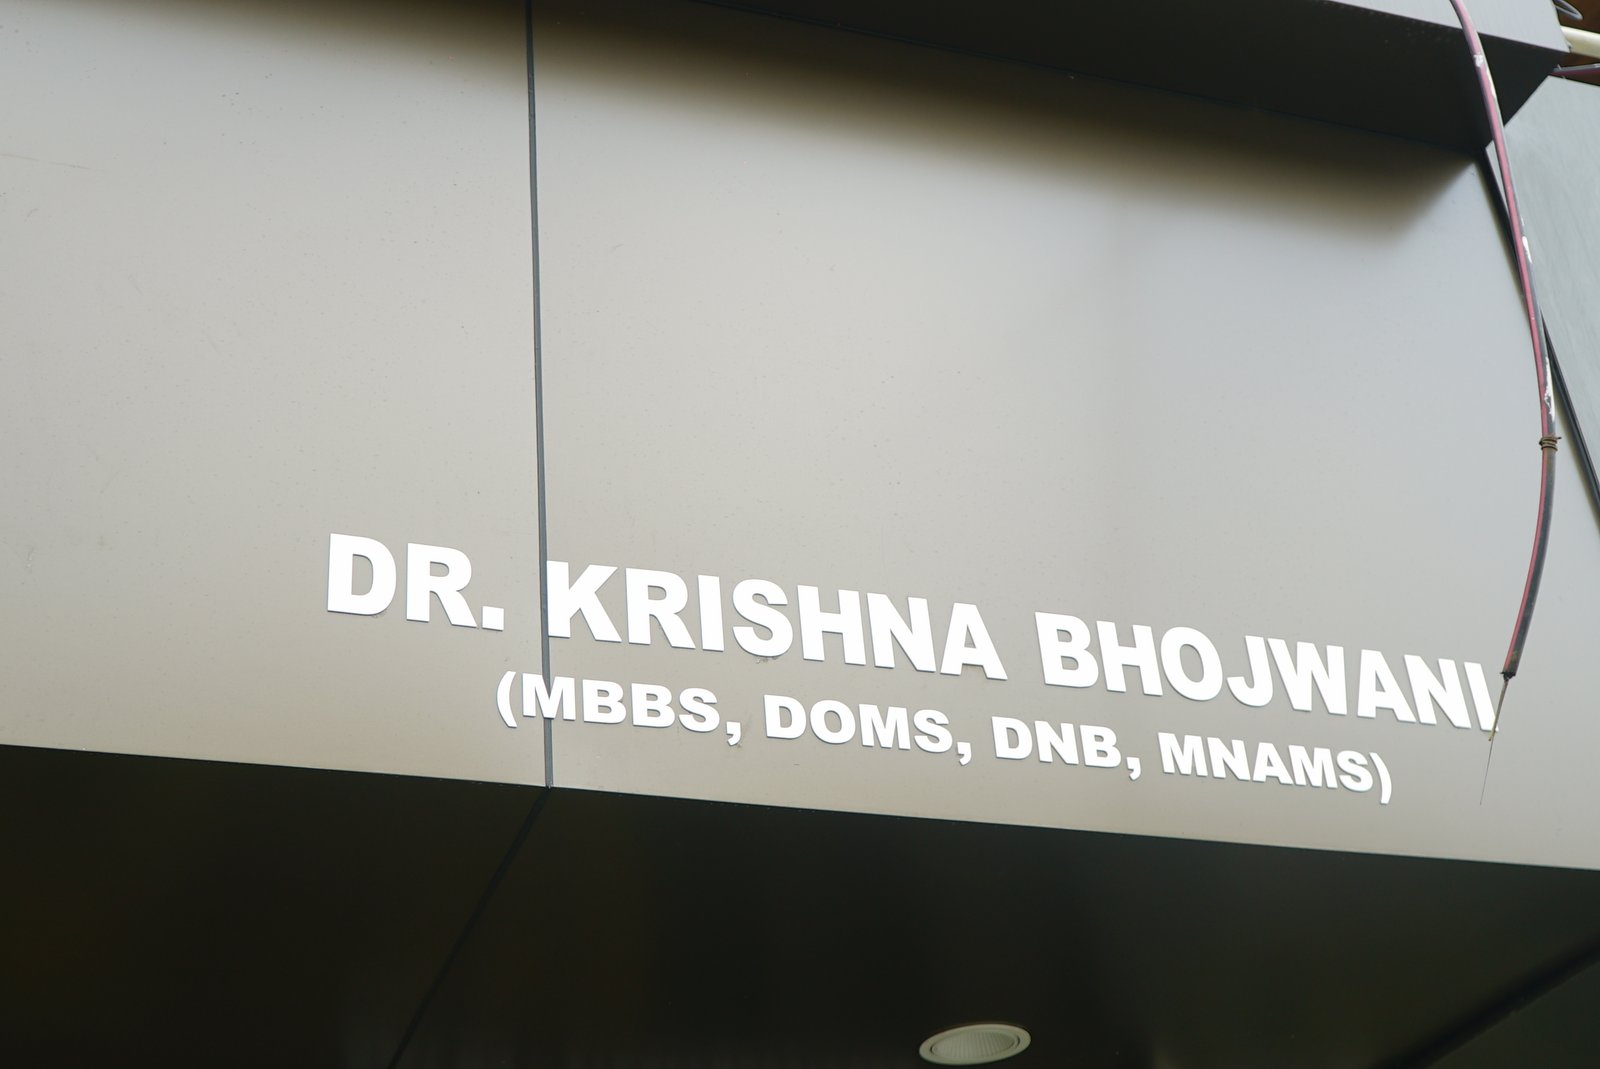 DR. KRISHNA BHOJWANI
(MBBS, DOMS, DNB, MNAMS)